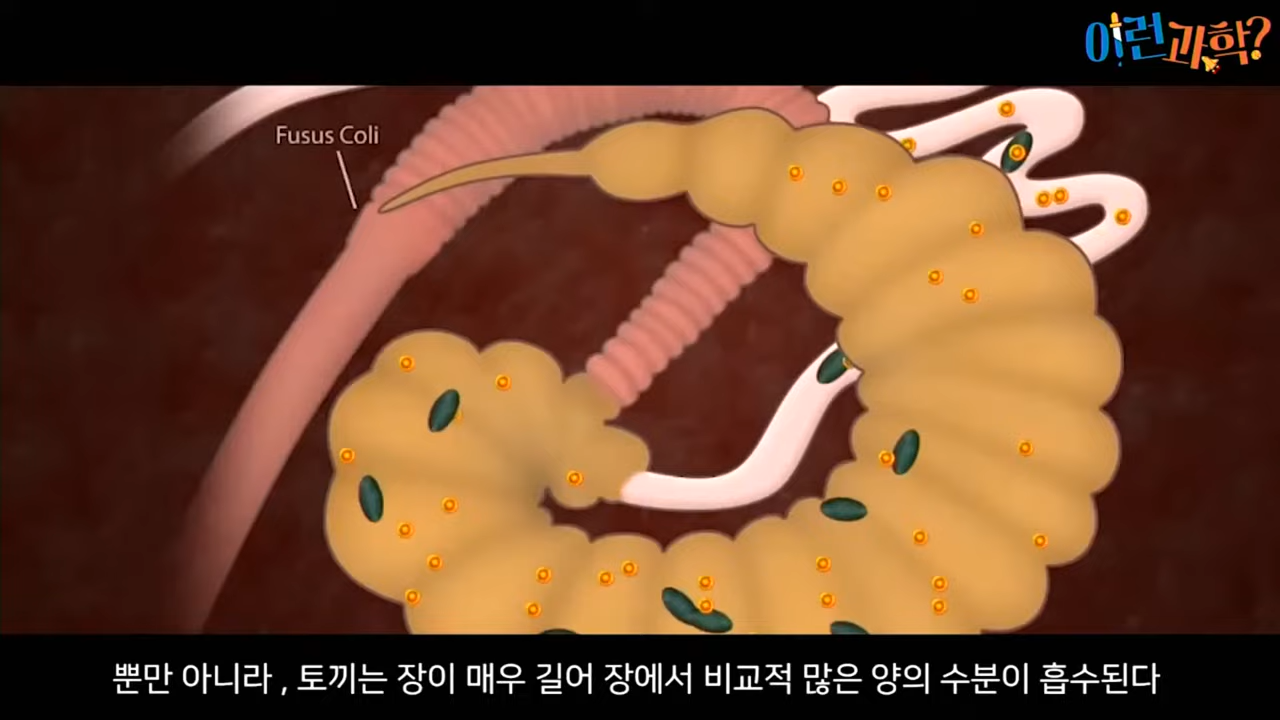 이런과학?
Fusus Coli
뿐만 아니라 , 토끼는 장이 매우 길어 장에서 비교적 많은 양의 수분이 흡수된다